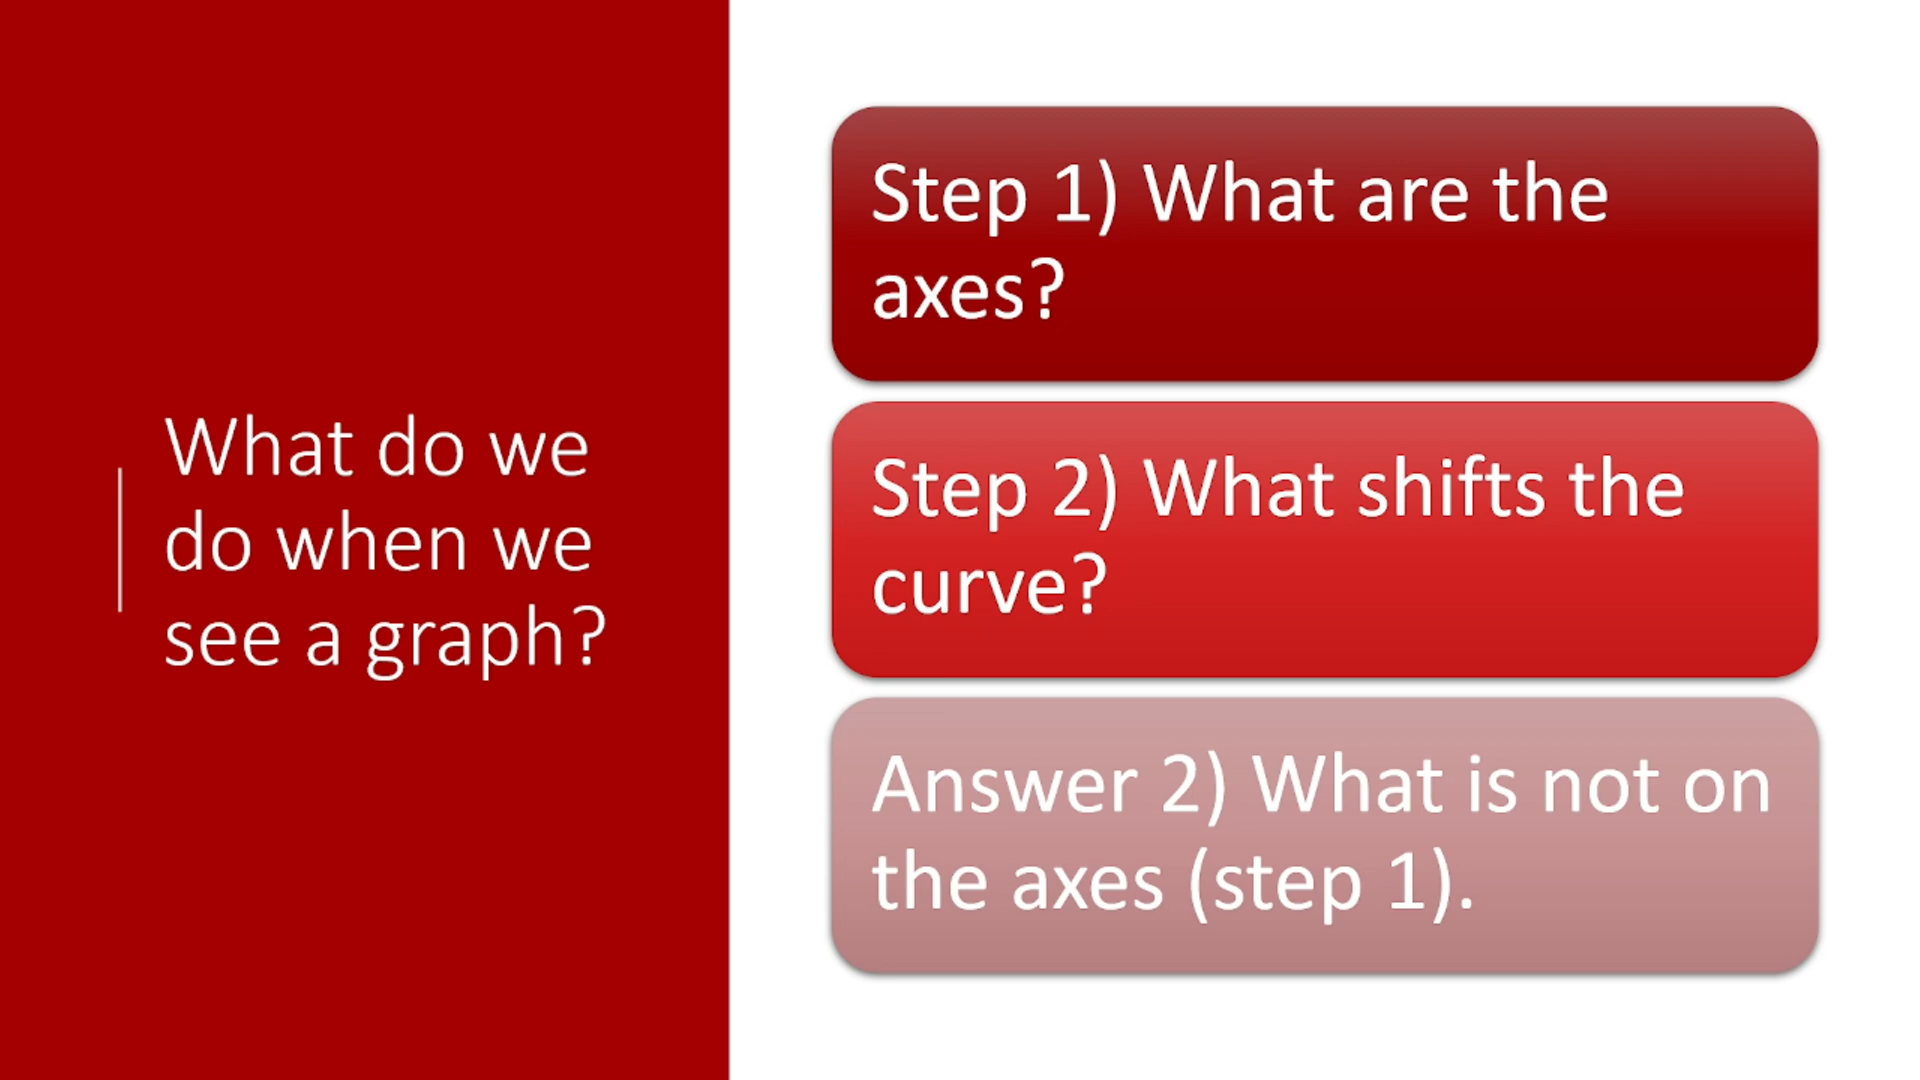 What do we
do when we
see a graph?
Step 1) What are the
axes?
Step 2) What shifts the
curve?
Answer 2) What is not on
the axes (step 1).